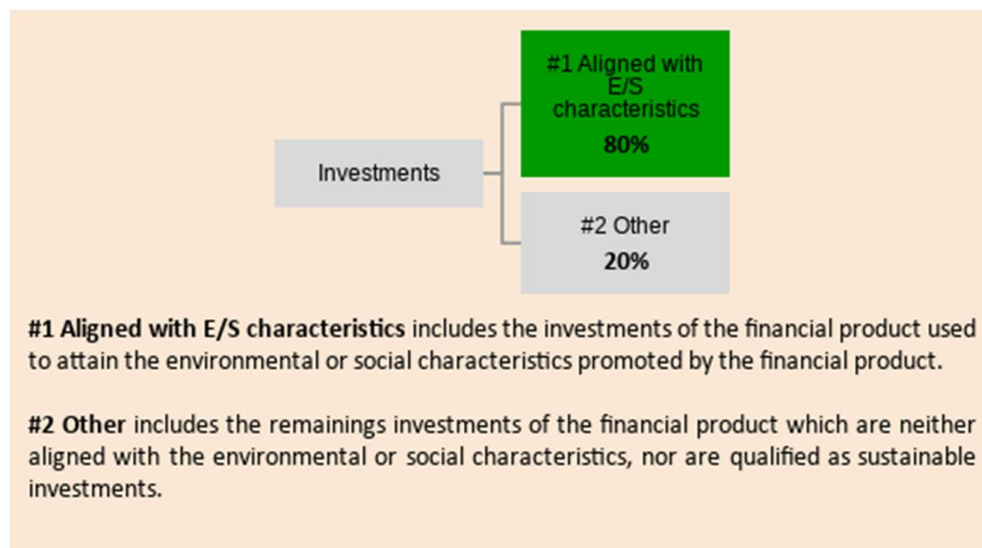 #1 Aligned with
E/S
characteristics
80%
Investments
#2 Other
20%
#1 Aligned with E/S characteristics includes the investments of the financial product used
to attain the environmental or social characteristics promoted by the financial product.
#2 Other includes the remainings investments of the financial product which are neither
aligned with the environmental or social characteristics, nor are qualified as sustainable
investments.